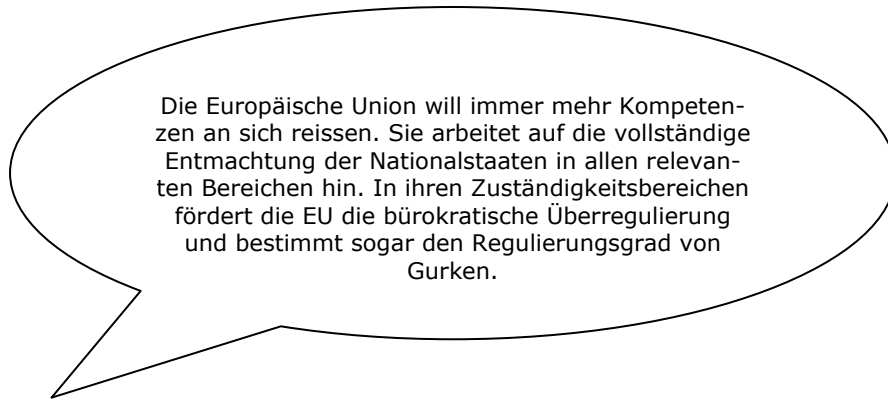 Die Europäische Union will immer mehr Kompeten-
zen an sich reissen. Sie arbeitet auf die vollständige
Entmachtung der Nationalstaaten in allen relevan-
ten Bereichen hin. In ihren Zuständigkeitsbereichen
fördert die EU die bürokratische Überregulierung
und bestimmt sogar den Regulierungsgrad von
Gurken.